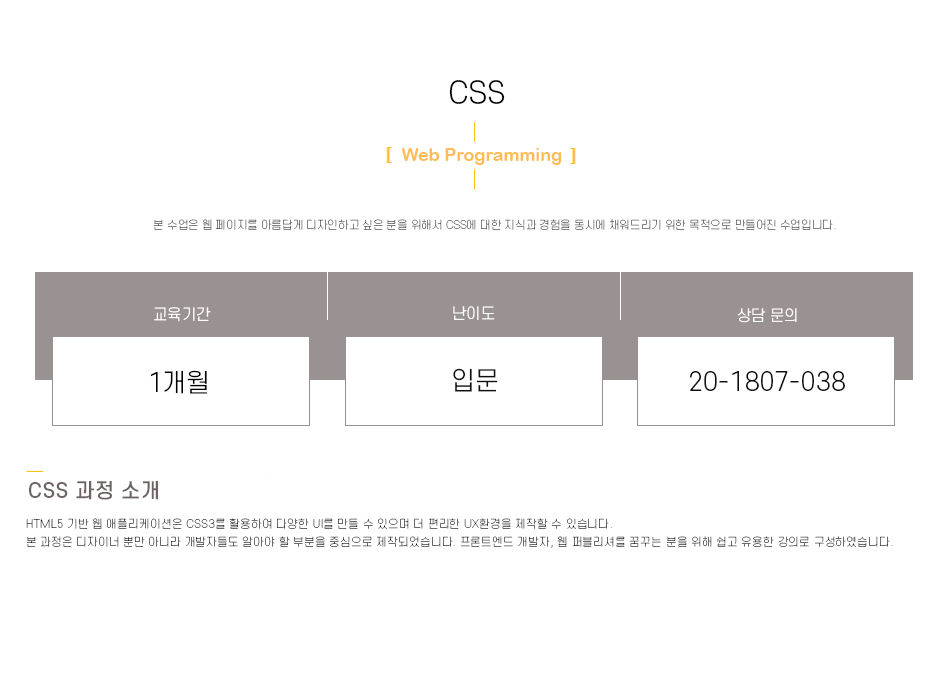 CSS
[ Web Programming ]
본 수업은 웹 페이지를 아름답게 디자인하고 싶은 분을 위해서 CSS에 대한 지식과 경험을 동시에 채워드리기 위한 목적으로 만들어진 수업입니다.
교육기간
난이도
상담 문의
1개월
입문
20-1807-038
CSS 과정 소개
HTML5 기반 웹 애플리케이션은 CSS3를 활용하여 다양한 UI를 만들 수 있으며 더 편리한 UX환경을 제작할 수 있습니다.
본 과정은 디자이너 뿐만 아니라 개발자들도 알아야 할 부분을 중심으로 제작되었습니다. 프론트엔드 개발자, 웹 퍼블리셔를 꿈꾸는 분을 위해 쉽고 유용한 강의로 구성하였습니다.